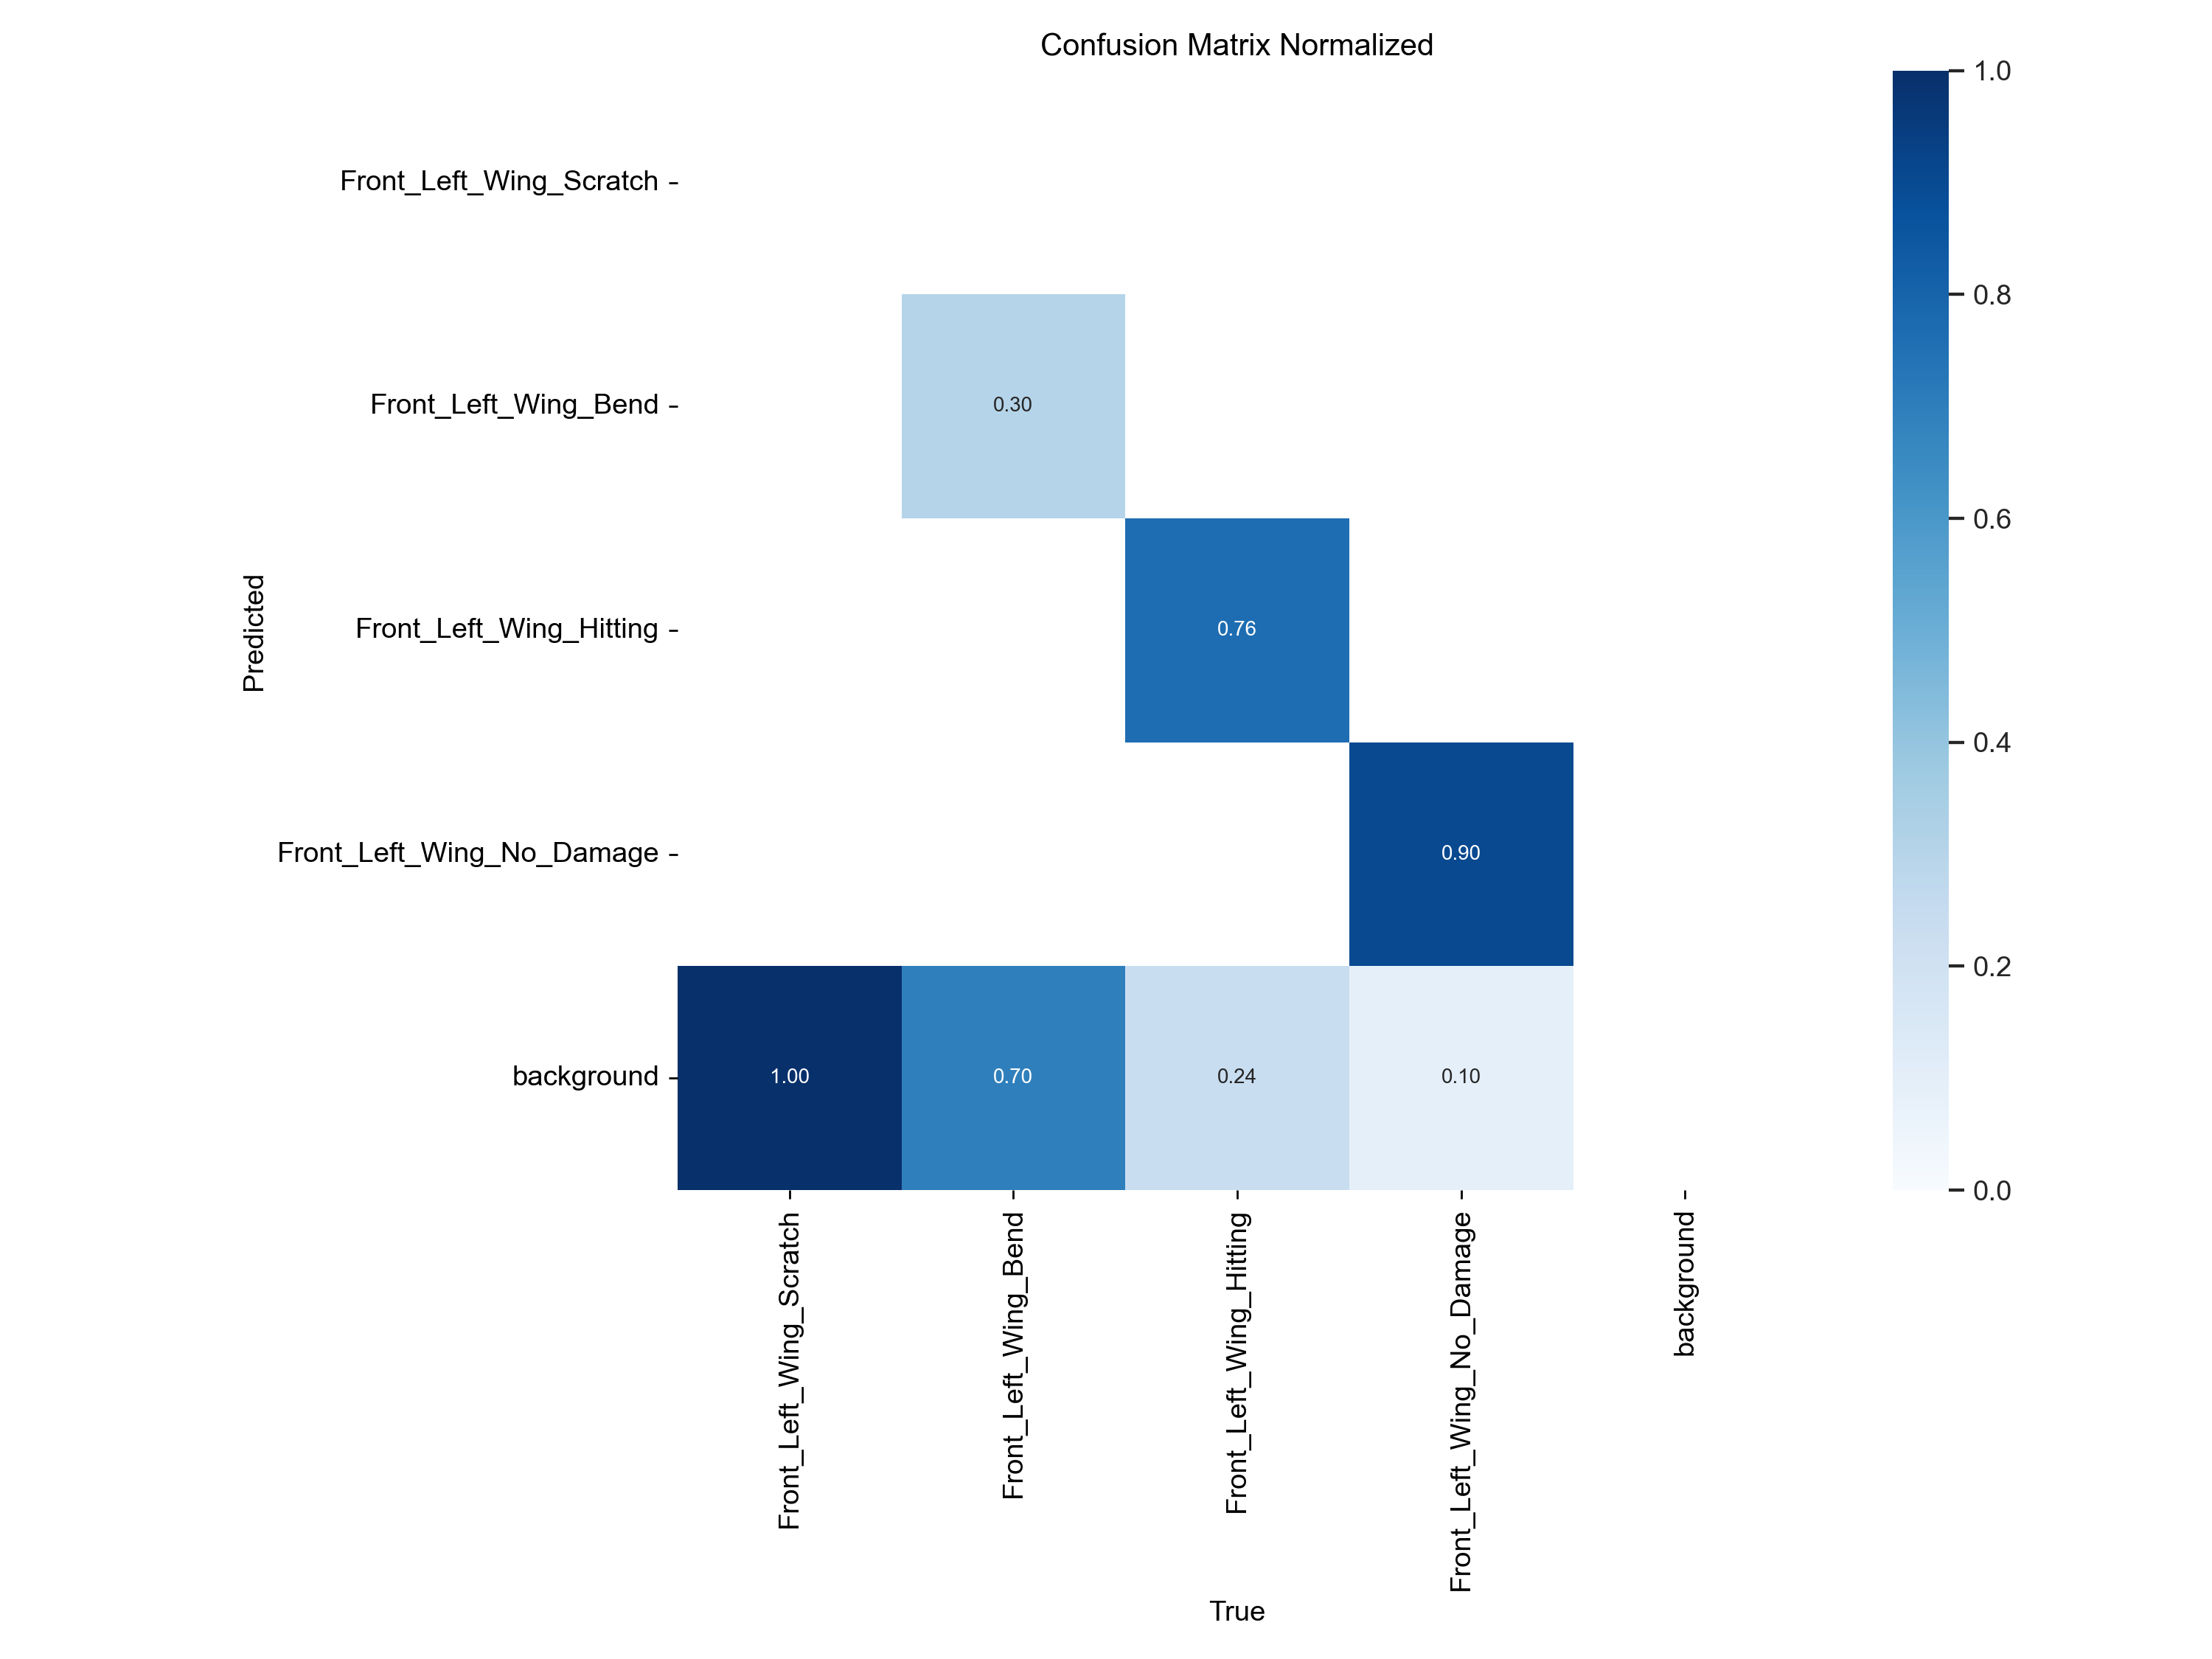 Confusion Matrix Normalized
1.0
Front_Left_Wing_Scratch
0.8
Front_Left_Wing_Bend
0.30
0.6
Predicted
Front_Left_Wing_Hitting
0.76
0.4
Front_Left_Wing_No_Damage
0.90
0.2
background
1.00
0.70
0.24
0.10
0.0
Front_Left_Wing_Scratch
Front_Left_Wing_Bend
Front_Left_Wing_Hitting
Front_Left_Wing_No_Damage
background
True